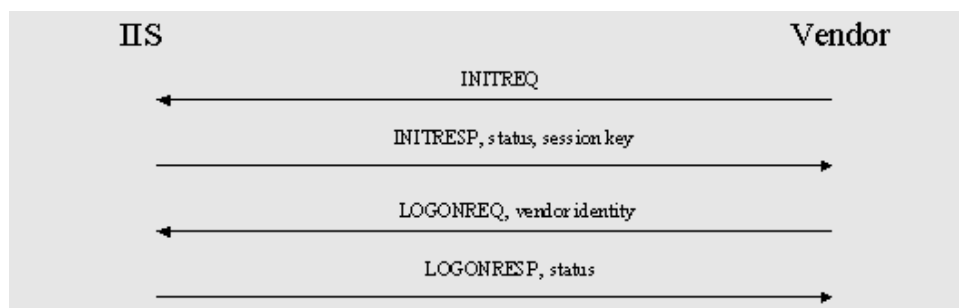 IIS Vendor
INITREQ
INITRESP, status, session key
LOGONREQ, vendor identity
LOGONRESP, status